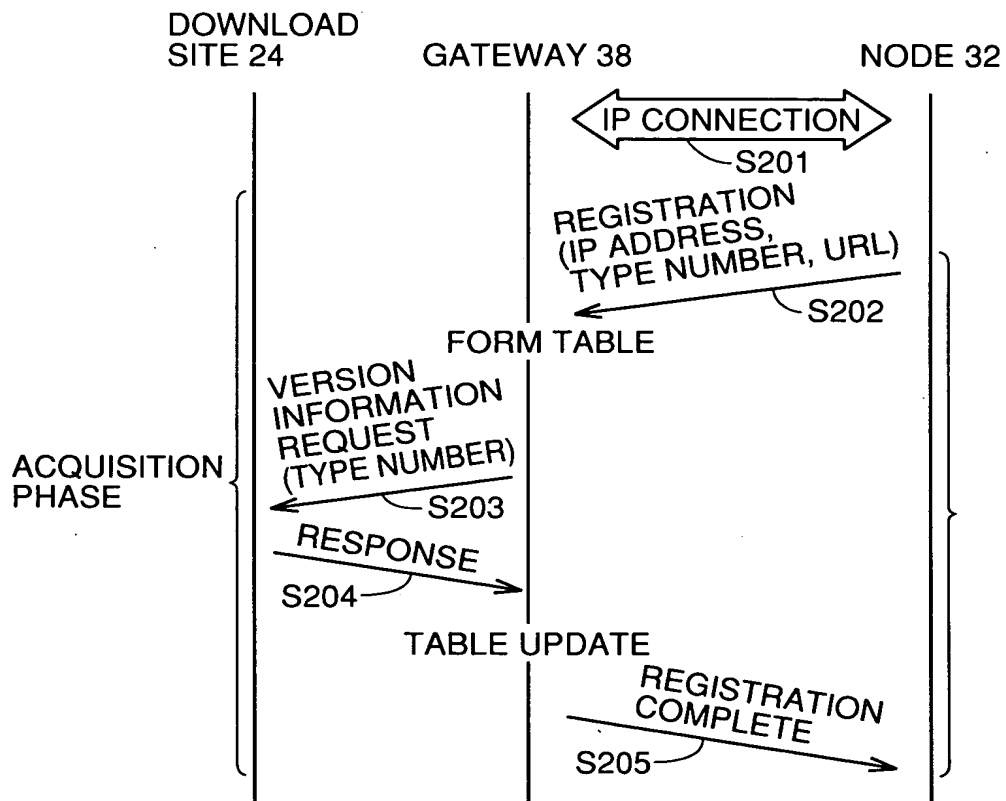 DOWNLOAD
SITE 24
GATEWAY 38
NODE 32
IP CONNECTION
S201
REGISTRATION
(IP ADDRESS,
TYPE NUMBER, URL)
S202
FORM TABLE
VERSION
INFORMATION
REQUEST
(TYPE NUMBER)
S203
ACQUISITION
PHASE
RESPONSE
S204
TABLE UPDATE
REGISTRATION
COMPLETE
S205